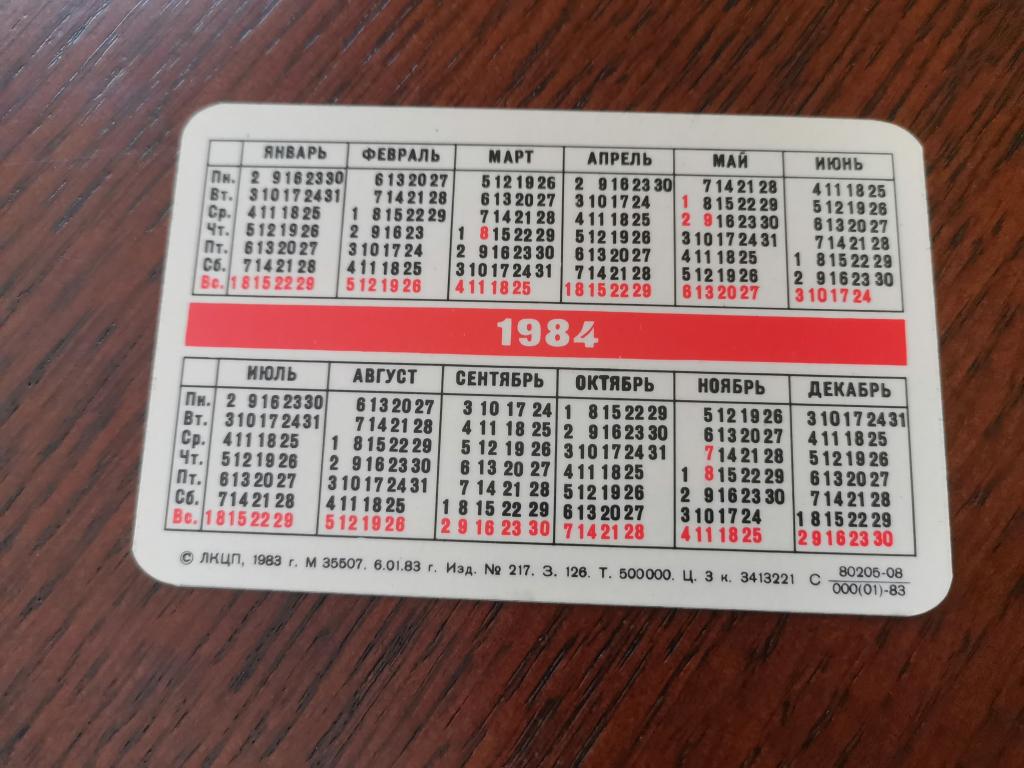 ЯНВАРЬ ФЕВРАЛЬ МАРТ АПРЕЛЬ МАЙ ИЮНЬ
Пн. 2 9 16 23 30 6 13 20 27 5 12 19 26 2 9 16 23 30 7 14 21 28 4 11 18 25
Вт. 3 10 17 24 31 7 14 21 28 6 13 20 27 3 10 17 24 1 8 15 22 29 5 12 19 26
Ср. 4 11 18 25 1 8 15 22 29 7 14 21 28 4 11 18 25 2 9 16 23 30 6 13 20 27
Чт. 5 12 19 26 2 9 16 23 1 8 15 22 29 5 12 19 26 3 10 17 24 31 7 14 21 28
Пт. 6 13 20 27 3 10 17 24 2 9 16 23 30 6 13 20 27 4 11 18 25 1 8 15 22 29
Сб. 7 14 21 28 4 11 18 25 3 10 17 24 31 7 14 21 28 5 12 19 26 2 9 16 23 30
Вс. 1 8 15 22 29 5 12 19 26 4 11 18 25 1 8 15 22 29 6 13 20 27 3 10 17 24
1984
ИЮЛЬ АВГУСТ СЕНТЯБРЬ ОКТЯБРЬ НОЯБРЬ ДЕКАБРЬ
Пн. 2 9 16 23 30 6 13 20 27 3 10 17 24 1 8 15 22 29 5 12 19 26 3 10 17 24 31
Вт. 3 10 17 24 31 7 14 21 28 4 11 18 25 2 9 16 23 30 6 13 20 27 4 11 18 25
Ср. 4 11 18 25 1 8 15 22 29 5 12 19 26 3 10 17 24 31 7 14 21 28 5 12 19 26
Чт. 5 12 19 26 2 9 16 23 30 6 13 20 27 4 11 18 25 1 8 15 22 29 6 13 20 27
Пт. 6 13 20 27 3 10 17 24 31 7 14 21 28 5 12 19 26 2 9 16 23 30 7 14 21 28
Сб. 7 14 21 28 4 11 18 25 1 8 15 22 29 6 13 20 27 3 10 17 24 1 8 15 22 29
Вс. 1 8 15 22 29 5 12 19 26 2 9 16 23 30 7 14 21 28 4 11 18 25 2 9 16 23 30
© ЛКЦП, 1983 г. М 35507. 6.01.83 г. Изд. № 217. З. 126. Т. 500000. Ц. 3 к. 3413221 С 80205-08
000(01)-83